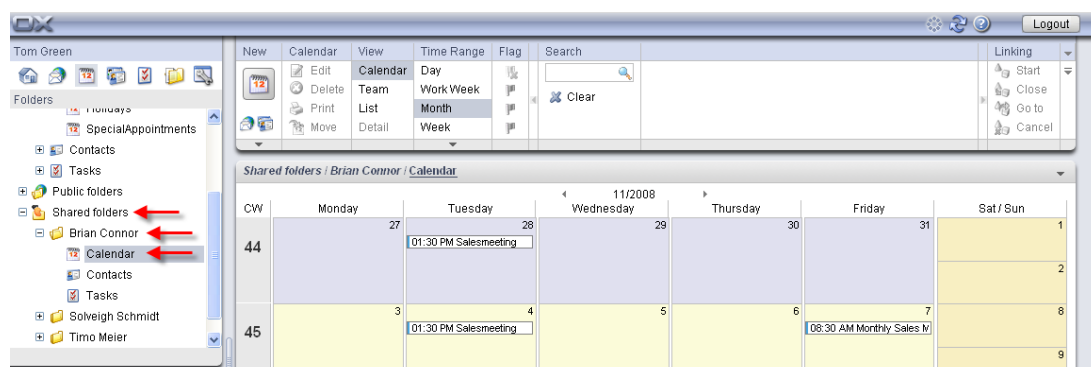 OX
Logout
Tom Green
Folders
Holidays
SpecialAppointments
Contacts
Tasks
Public folders
Shared folders
Brian Connor
Calendar
Contacts
Tasks
Solveigh Schmidt
Timo Meier
New Calendar View Time Range Flag Search Linking
Edit Calendar Day Start
Delete Team Work Week Clear Close
Print List Month Go to
Move Detail Week Cancel
Shared folders / Brian Connor / Calendar
11/2008
CW Monday Tuesday Wednesday Thursday Friday Sat / Sun
27 28 29 30 31 1
01:30 PM Salesmeeting
44
2
3 4 5 6 7 8
01:30 PM Salesmeeting 08:30 AM Monthly Sales M
45
9